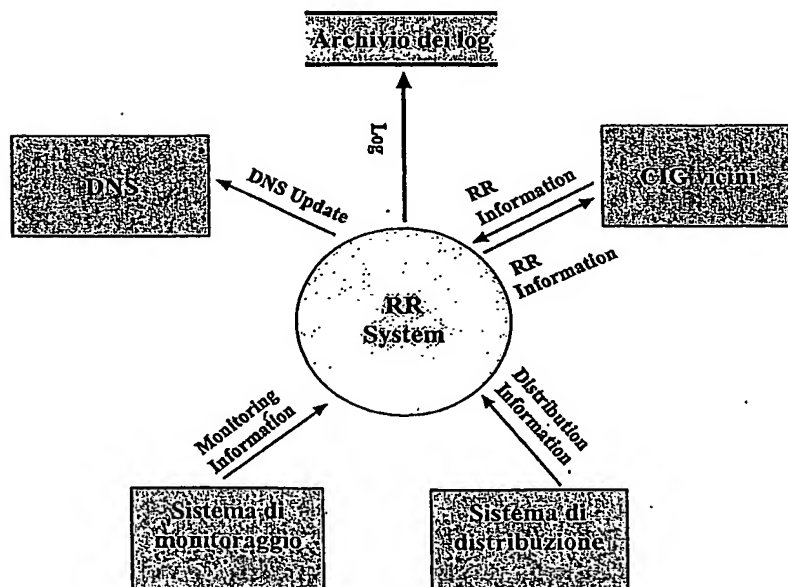 Archivio dei log
Log
DNS
DNS Update
CIG vicini
RR
Information
RR
Information
RR
System
Monitoring
Information
Distribution
Information
Sistema di
monitoraggio
Sistema di
distribuzione